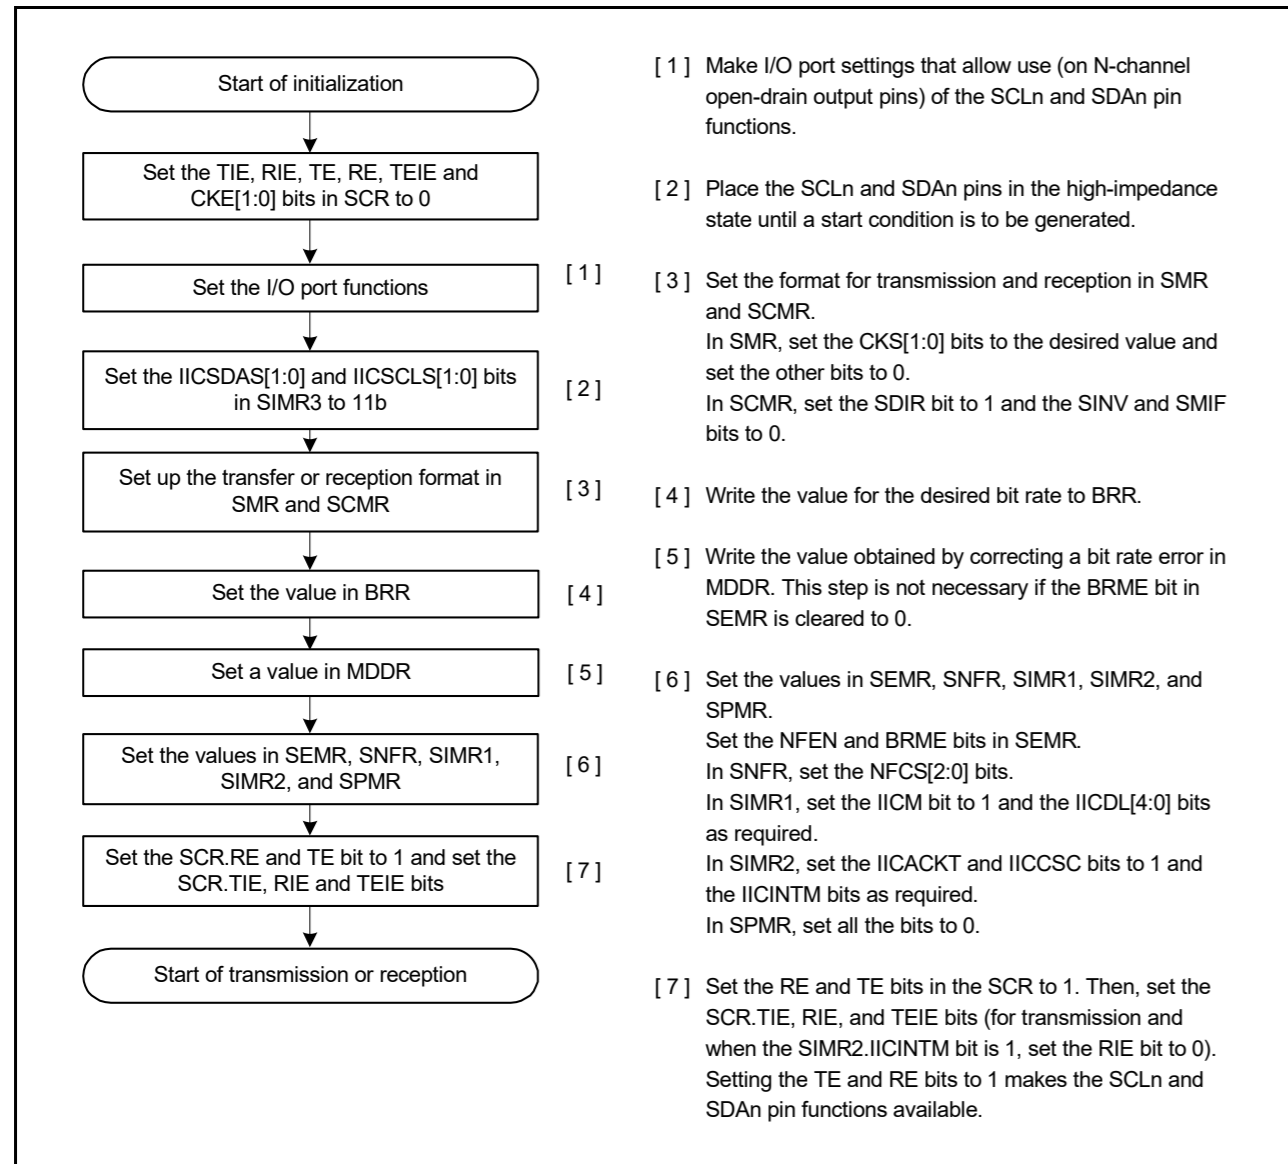 Start of initialization
Set the TIE, RIE, TE, RE, TEIE and
CKE[1:0] bits in SCR to 0
Set the I/O port functions
[ 1 ]
Set the IICSDAS[1:0] and IICSCLS[1:0] bits
in SIMR3 to 11b
[ 2 ]
Set up the transfer or reception format in
SMR and SCMR
[ 3 ]
Set the value in BRR
[ 4 ]
Set a value in MDDR
[ 5 ]
Set the values in SEMR, SNFR, SIMR1,
SIMR2, and SPMR
[ 6 ]
Set the SCR.RE and TE bit to 1 and set the
SCR.TIE, RIE and TEIE bits
[ 7 ]
Start of transmission or reception
[ 1 ] Make I/O port settings that allow use (on N-channel
open-drain output pins) of the SCLn and SDAn pin
functions.
[ 2 ] Place the SCLn and SDAn pins in the high-impedance
state until a start condition is to be generated.
[ 3 ] Set the format for transmission and reception in SMR
and SCMR.
In SMR, set the CKS[1:0] bits to the desired value and
set the other bits to 0.
In SCMR, set the SDIR bit to 1 and the SINV and SMIF
bits to 0.
[ 4 ] Write the value for the desired bit rate to BRR.
[ 5 ] Write the value obtained by correcting a bit rate error in
MDDR. This step is not necessary if the BRME bit in
SEMR is cleared to 0.
[ 6 ] Set the values in SEMR, SNFR, SIMR1, SIMR2, and
SPMR.
Set the NFEN and BRME bits in SEMR.
In SNFR, set the NFCS[2:0] bits.
In SIMR1, set the IICM bit to 1 and the IICDL[4:0] bits
as required.
In SIMR2, set the IICACKT and IICCSC bits to 1 and
the IICINTM bits as required.
In SPMR, set all the bits to 0.
[ 7 ] Set the RE and TE bits in the SCR to 1. Then, set the
SCR.TIE, RIE, and TEIE bits (for transmission and
when the SIMR2.IICINTM bit is 1, set the RIE bit to 0).
Setting the TE and RE bits to 1 makes the SCLn and
SDAn pin functions available.